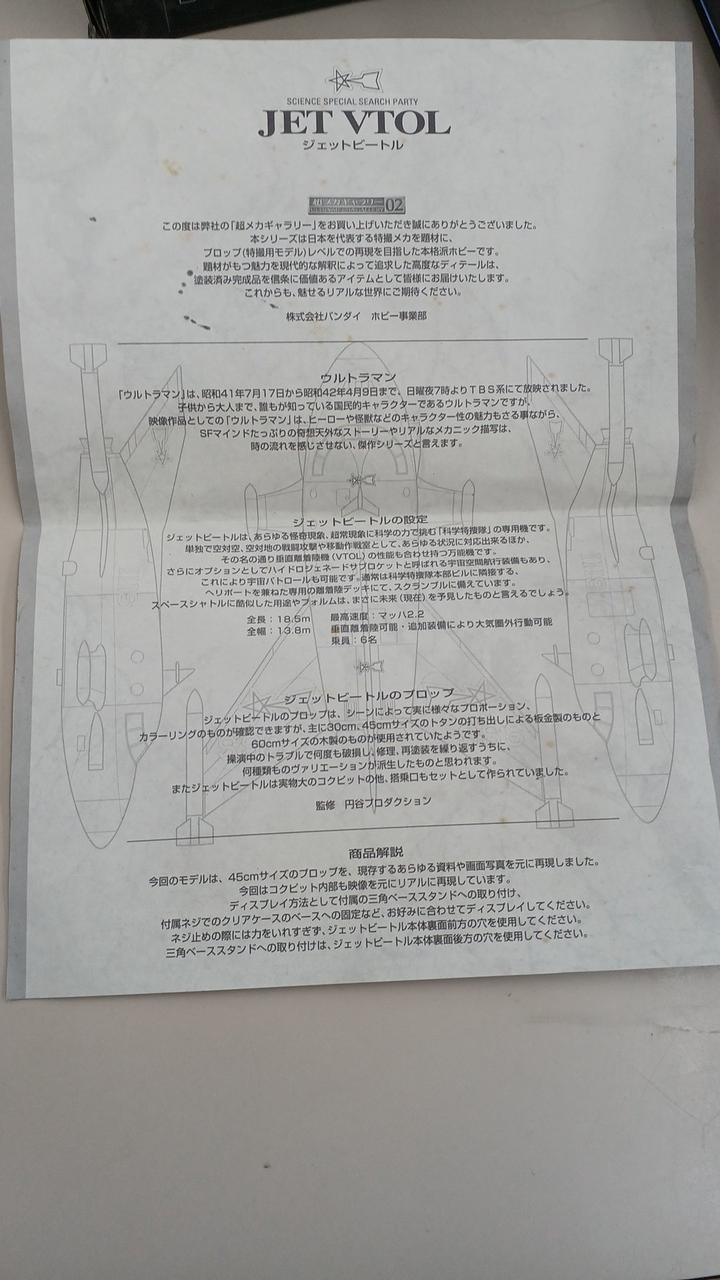 SCIENCE SPECIAL SEARCH PARTY
JET VTOL
ジェットビートル
超メカギャラリー 02
この度は弊社の「超メカギャラリー」をお買い上げいただき誠にありがとうございました。
本シリーズは日本を代表する特撮メカを題材に、
プロップ(特撮用モデル)レベルでの再現を目指した本格派ホビーです。
題材がもつ魅力を現代的な解釈によって追求した高度なディテールは、
塗装済み完成品を信条に価値あるアイテムとして皆様にお届けいたします。
これからも、魅せるリアルな世界にご期待ください。
株式会社バンダイ　ホビー事業部
ウルトラマン
「ウルトラマン」は、昭和41年7月17日から昭和42年4月9日まで、日曜夜7時よりTBS系にて放映されました。
子供から大人まで、誰もが知っている国民的キャラクターであるウルトラマンですが、
映像作品としての「ウルトラマン」は、ヒーローや怪獣などのキャラクター性の魅力もさる事ながら、
SFマインドたっぷりの奇想天外なストーリーやリアルなメカニック描写は、
時の流れを感じさせない、傑作シリーズと言えます。
ジェットビートルの設定
ジェットビートルは、あらゆる怪奇現象、超常現象に科学の力で挑む「科学特捜隊」の専用機です。
単独で空対空、空対地の戦闘攻撃や移動作戦室として、あらゆる状況に対応出来るほか、
その名の通り垂直離着陸機(VTOL)の性能も合わせ持つ万能機です。
さらにオプションとしてハイドロジェネードサブロケットと呼ばれる宇宙空間航行装備もあり、
これにより宇宙パトロールも可能です。通常は科学特捜隊本部ビルに隣接する、
ヘリポートを兼ねた専用の離着陸デッキにて、スクランブルに備えています。
スペースシャトルに酷似した用途やフォルムは、まさに未来(現在)を予見したものと言えるでしょう。
全長：18.5m　最高速度：マッハ2.2
全幅：13.8m　垂直離着陸可能・追加装備により大気圏外行動可能
乗員：6名
ジェットビートルのプロップ
ジェットビートルのプロップは、シーンによって実に様々なプロポーション、
カラーリングのものが確認できますが、主に30cm、45cmサイズのトタンの打ち出しによる板金製のものと
60cmサイズの木製のものが使用されていたようです。
操演中のトラブルで何度も破損し、修理、再塗装を繰り返すうちに、
何種類ものヴァリエーションが派生したものと思われます。
またジェットビートルは実物大のコクピットの他、搭乗口もセットとして作られていました。
監修　円谷プロダクション
商品解説
今回のモデルは、45cmサイズのプロップを、現存するあらゆる資料や画面写真を元に再現しました。
今回はコクピット内部も映像を元にリアルに再現しています。
ディスプレイ方法として付属の三角ベーススタンドへの取り付け、
付属ネジでのクリアケースのベースへの固定など、お好みに合わせてディスプレイしてください。
ネジ止めの際には力をいれすぎず、ジェットビートル本体裏面前方の穴を使用してください。
三角ベーススタンドへの取り付けは、ジェットビートル本体裏面後方の穴を使用してください。